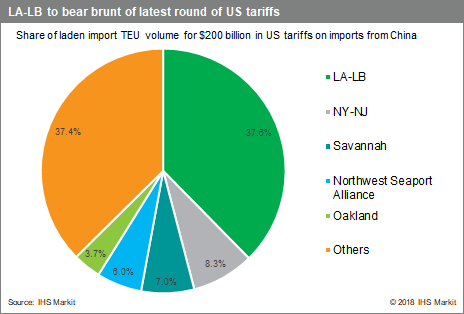 LA-LB to bear brunt of latest round of US tariffs
Share of laden import TEU volume for $200 billion in US tariffs on imports from China
37.4%
37.6%
3.7%
6.0%
7.0%
8.3%
LA-LB
NY-NJ
Savannah
Northwest Seaport
Alliance
Oakland
Others
Source: IHS Markit
© 2018 IHS Markit